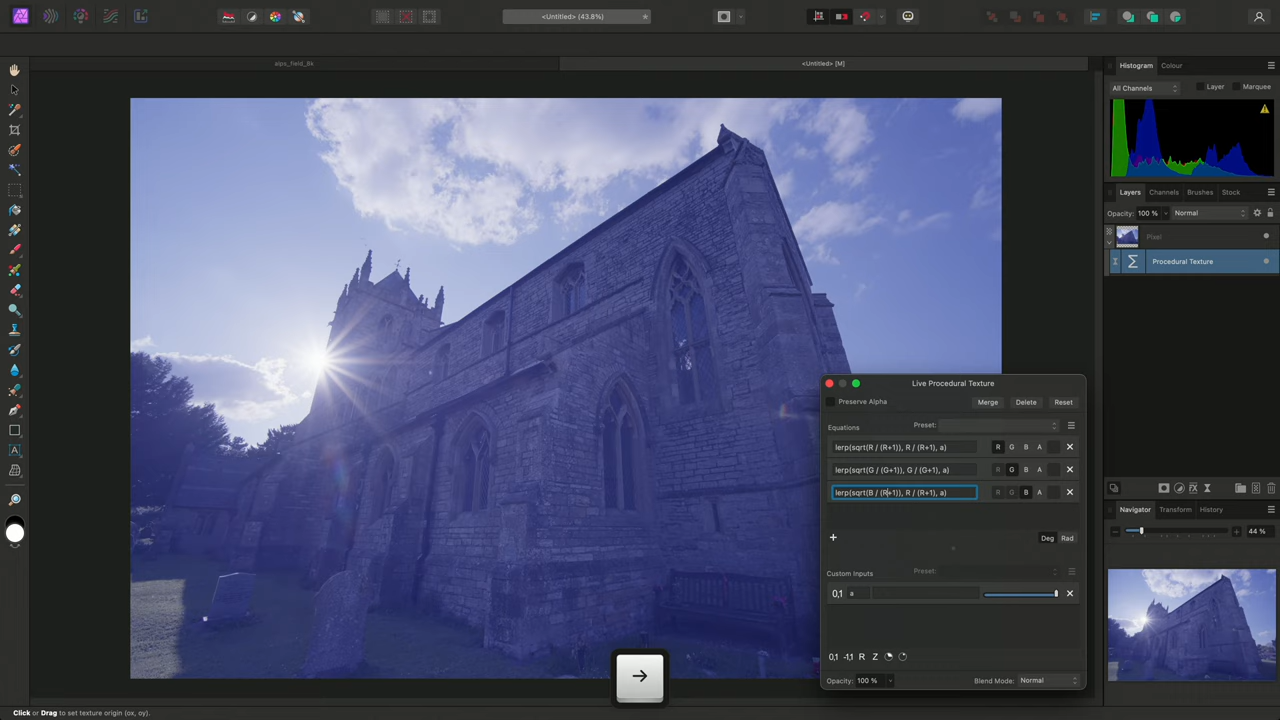 <Untitled> (43.8%)
alps_field_8k
<Untitled> [M]
Histogram
Colour
All Channels
Layer
Marquee
Layers
Channels
Brushes
Stock
Opacity:
100 %
Normal
Pixel
Procedural Texture
Live Procedural Texture
Preserve Alpha
Merge
Delete
Reset
Equations
Preset:
lerp(sqrt(R / (R+1)), R / (R+1), a)
R G B A
lerp(sqrt(G / (G+1)), G / (G+1), a)
R G B A
lerp(sqrt(B / (R+1)), R / (R+1), a)
R G B A
Deg
Rad
Custom Inputs
Preset:
0,1
a
0,1 -1,1 R Z
Opacity:
100 %
Blend Mode:
Normal
Navigator
Transform
History
44 %
Click or Drag to set texture origin (ox, oy).